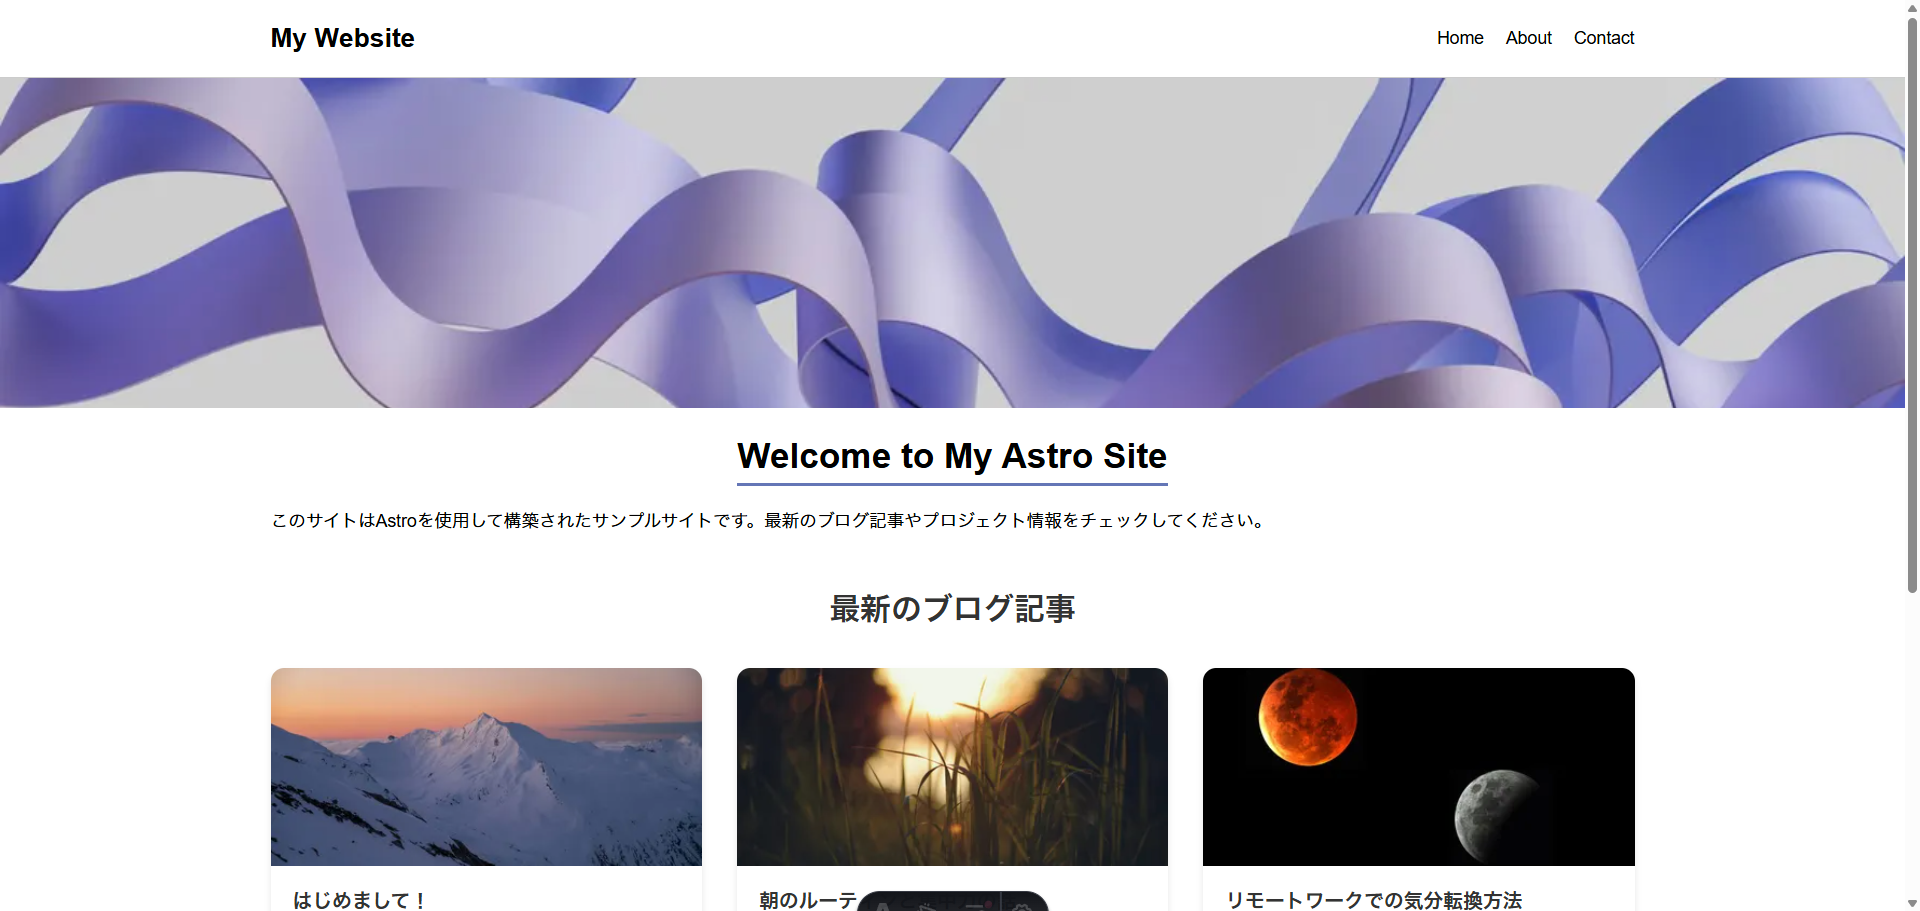 My Website
Home About Contact
Welcome to My Astro Site
このサイトはAstroを使用して構築されたサンプルサイトです。最新のブログ記事やプロジェクト情報をチェックしてください。
最新のブログ記事
はじめまして！
朝のルーテ
リモートワークでの気分転換方法